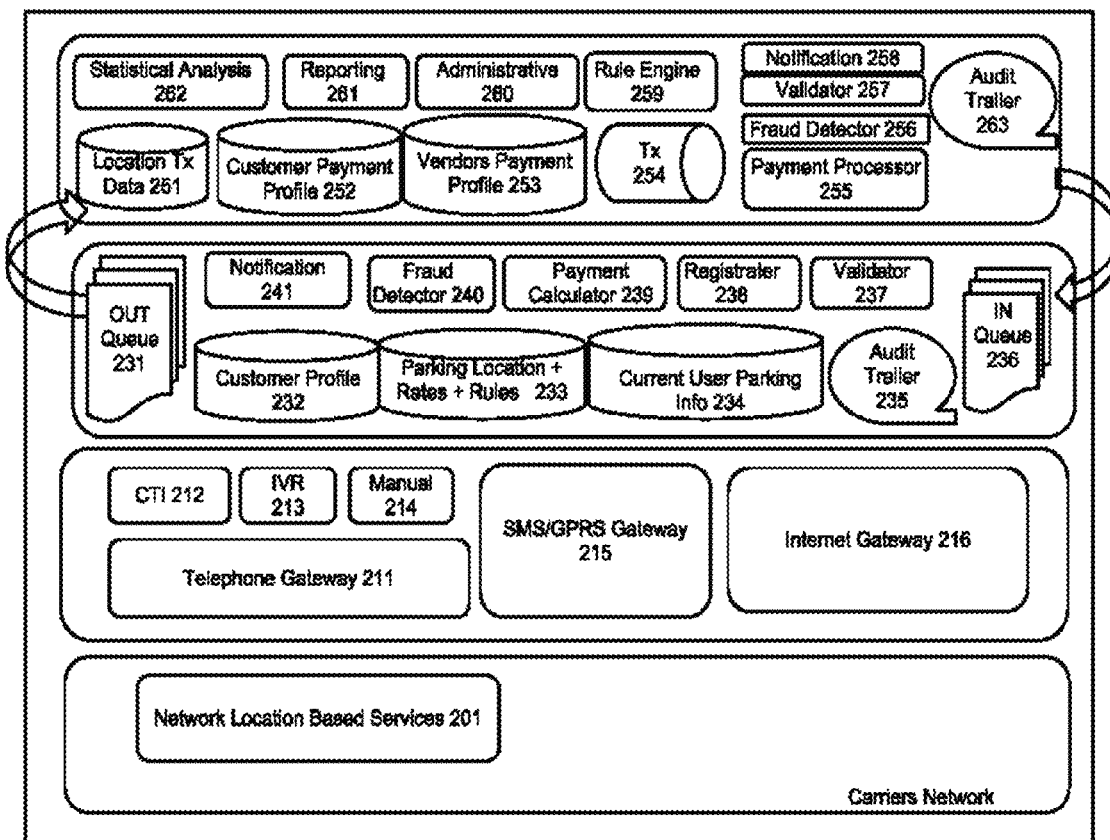 Statistical Analysis
262
Reporting
261
Administrative
260
Rule Engine
259
Notification 258
Validator 257
Fraud Detector 256
Payment Processor
255
Audit
Trailer
263
Location Tx
Data 251
Customer Payment
Profile 252
Vendors Payment
Profile 253
Tx
254
OUT
Queue
231
Notification
241
Fraud
Detector 240
Payment
Calculator 239
Registrater
238
Validator
237
IN
Queue
236
Customer Profile
232
Parking Location +
Rates + Rules 233
Current User Parking
Info 234
Audit
Trailer
235
CTI 212
IVR
213
Manual
214
Telephone Gateway 211
SMS/GPRS Gateway
215
Internet Gateway 216
Network Location Based Services 201
Carriers Network